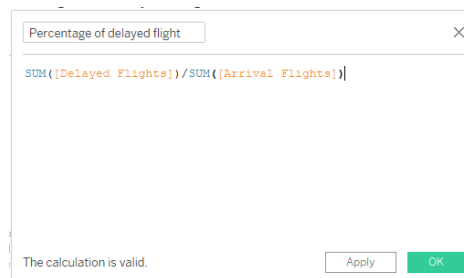 Percentage of delayed flight
SUM([Delayed Flights])/SUM([Arrival Flights])
The calculation is valid.
Apply
OK